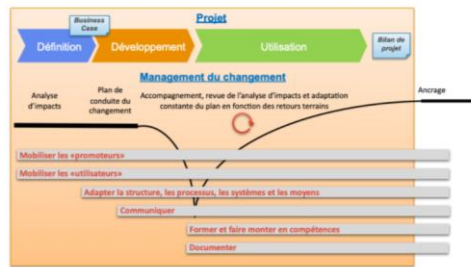 Projet
Business
Case
Définition
Développement
Utilisation
Bilan de
projet
Management du changement
Analyse
d'impacts
Plan de
conduite du
changement
Accompagnement, revue de l'analyse d'impacts et adaptation
constante du plan en fonction des retours terrains
Ancrage
Mobiliser les «promoteurs»
Mobiliser les «utilisateurs»
Adapter la structure, les processus, les systèmes et les moyens
Communiquer
Former et faire monter en compétences
Documenter